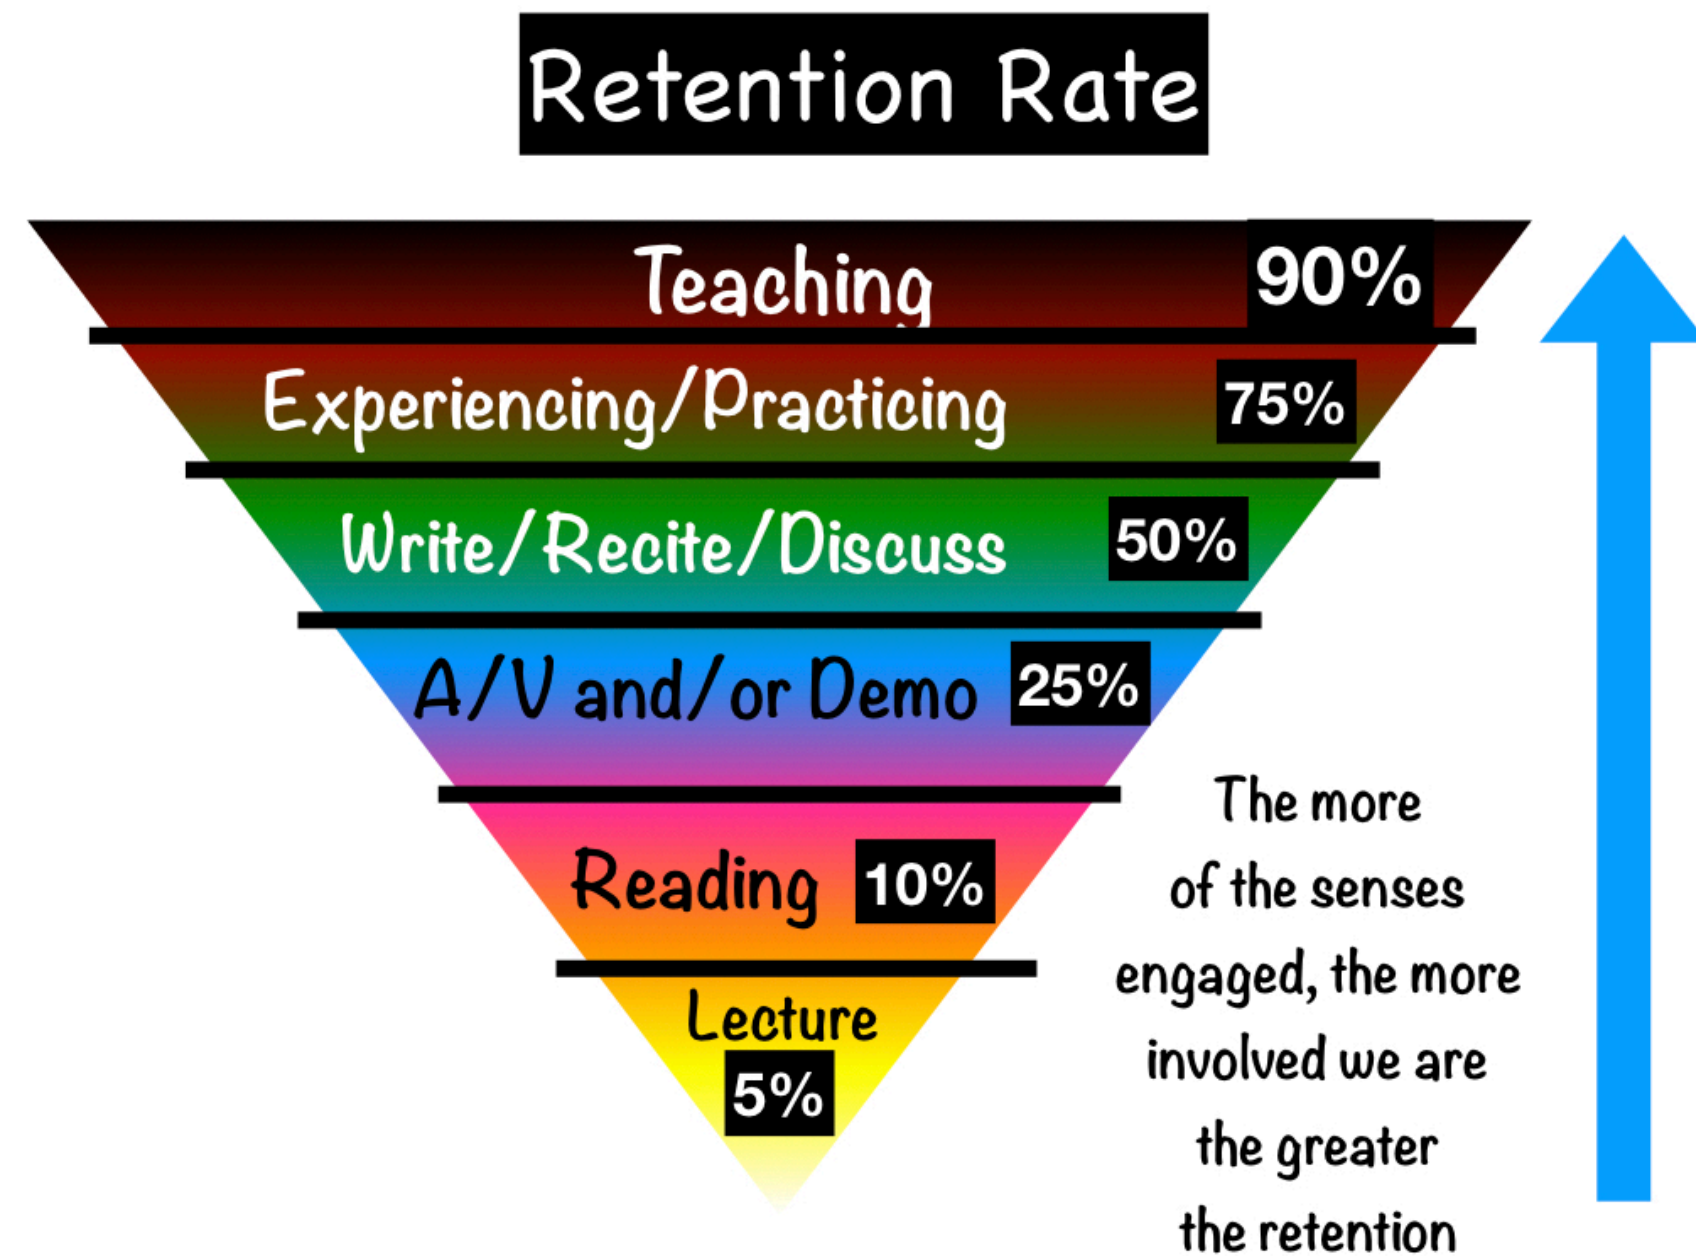 Retention Rate
Teaching 90%
Experiencing/Practicing 75%
Write/Recite/Discuss 50%
A/V and/or Demo 25%
Reading 10%
Lecture
5%
The more
of the senses
engaged, the more
involved we are
the greater
the retention